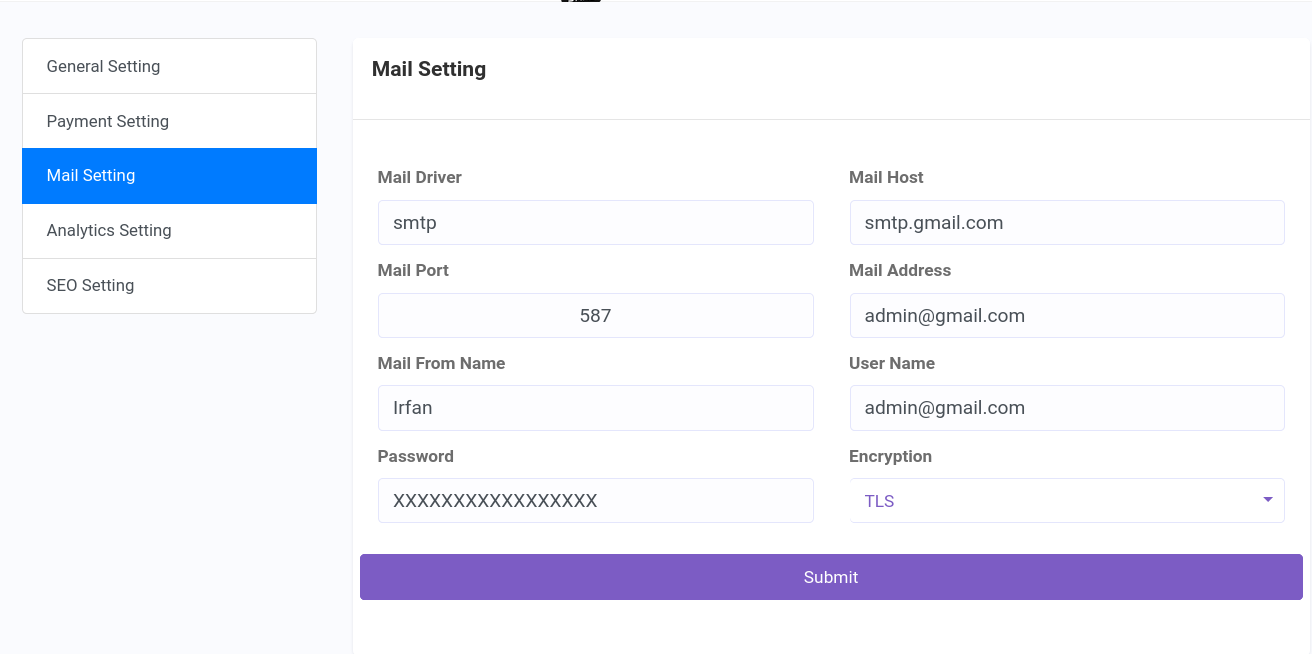 General Setting
Payment Setting
Mail Setting
Analytics Setting
SEO Setting
Mail Setting
Mail Driver
smtp
Mail Host
smtp.gmail.com
Mail Port
587
Mail Address
admin@gmail.com
Mail From Name
Irfan
User Name
admin@gmail.com
Password
XXXXXXXXXXXXXXXXX
Encryption
TLS
Submit